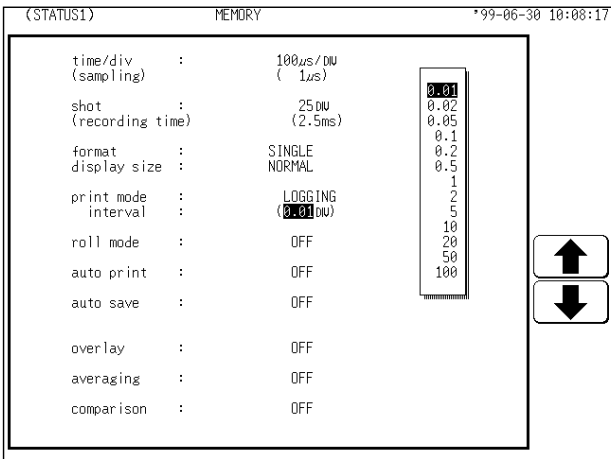 (STATUS1) MEMORY '99-06-30 10:08:17
time/div : 100µs/DIV
(sampling) ( 1µs)
shot : 25DIV
(recording time) (2.5ms)
format : SINGLE
display size : NORMAL
print mode : LOGGING
interval : (0.01DIV)
roll mode : OFF
auto print : OFF
auto save : OFF
overlay : OFF
averaging : OFF
comparison : OFF
0.01
0.02
0.05
0.1
0.2
0.5
1
2
5
10
20
50
100